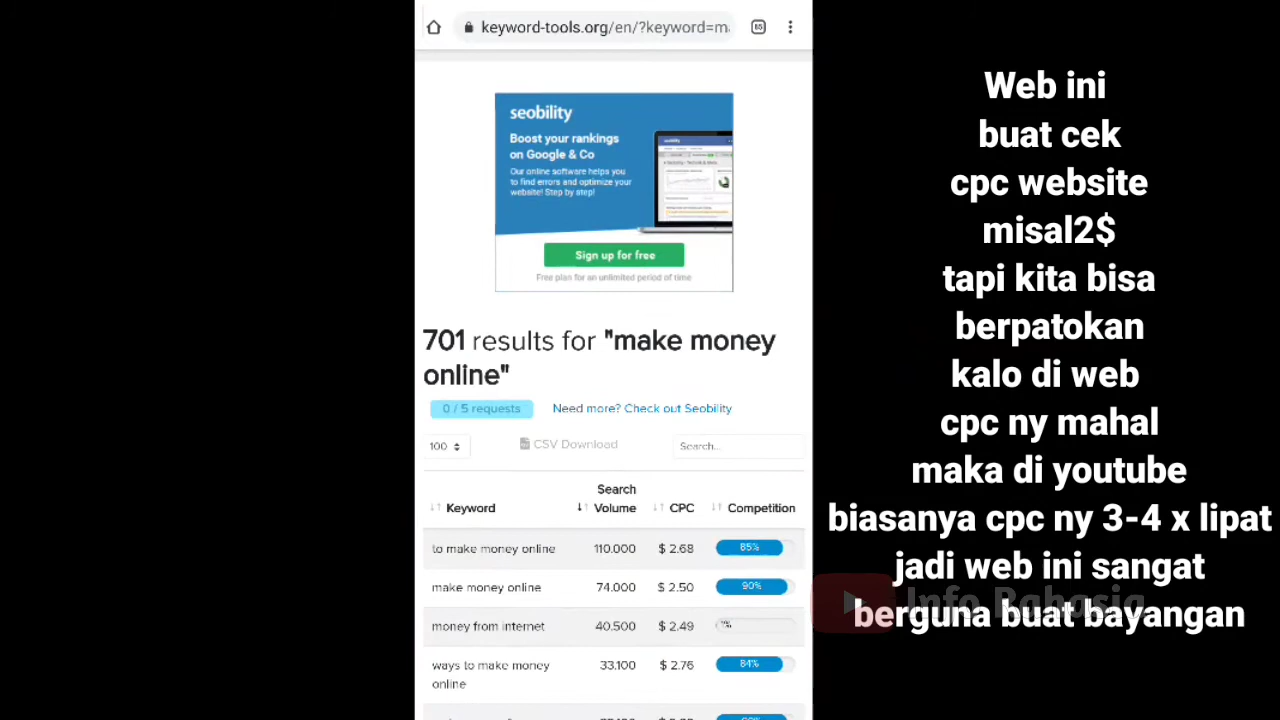 keyword-tools.org/en/?keyword=ma
85
seobility
Boost your rankings
on Google & Co
Our online software helps you
to find errors and optimize your
website! Step by step!
Sign up for free
Free plan for an unlimited period of time
701 results for "make money
online"
0 / 5 requests
Need more? Check out Seobility
100
CSV Download
Search...
Keyword
Search
Volume
CPC
Competition
to make money online 110.000 $ 2.68 85%
make money online 74.000 $ 2.50 90%
money from internet 40.500 $ 2.49
ways to make money 33.100 $ 2.76 84%
online
Web ini
buat cek
cpc website
misal2$
tapi kita bisa
berpatokan
kalo di web
cpc ny mahal
maka di youtube
biasanya cpc ny 3-4 x lipat
jadi web ini sangat
berguna buat bayangan
Info Rahasia